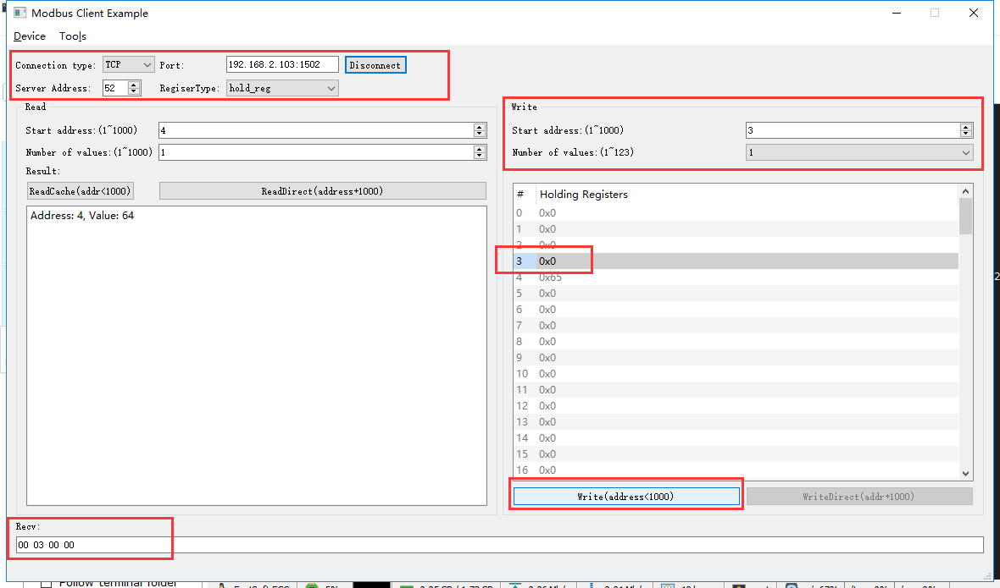 Modbus Client Example
Device Tools
Connection type: TCP Port: 192.168.2.103:1502 Disconnect
Server Address: 52 RegiserType: hold_reg
Read
Start address:(1~1000) 4
Number of values:(1~1000) 1
Result:
ReadCache(addr<1000) ReadDirect(address+1000)
Address: 4, Value: 64
Write
Start address:(1~1000) 3
Number of values:(1~123) 1
# Holding Registers
0 0x0
1 0x0
2 0x0
3 0x0
4 0x65
5 0x0
6 0x0
7 0x0
8 0x0
9 0x0
10 0x0
11 0x0
12 0x0
13 0x0
14 0x0
15 0x0
16 0x0
Write(address<1000) WriteDirect(addr+1000)
Recv:
00 03 00 00
Follow terminal folder